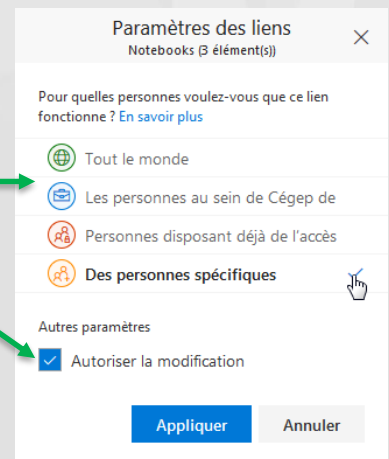 Paramètres des liens
Notebooks (3 élément(s))
Pour quelles personnes voulez-vous que ce lien
fonctionne ? En savoir plus
Tout le monde
Les personnes au sein de Cégep de
Personnes disposant déjà de l'accès
Des personnes spécifiques
Autres paramètres
Autoriser la modification
Appliquer Annuler